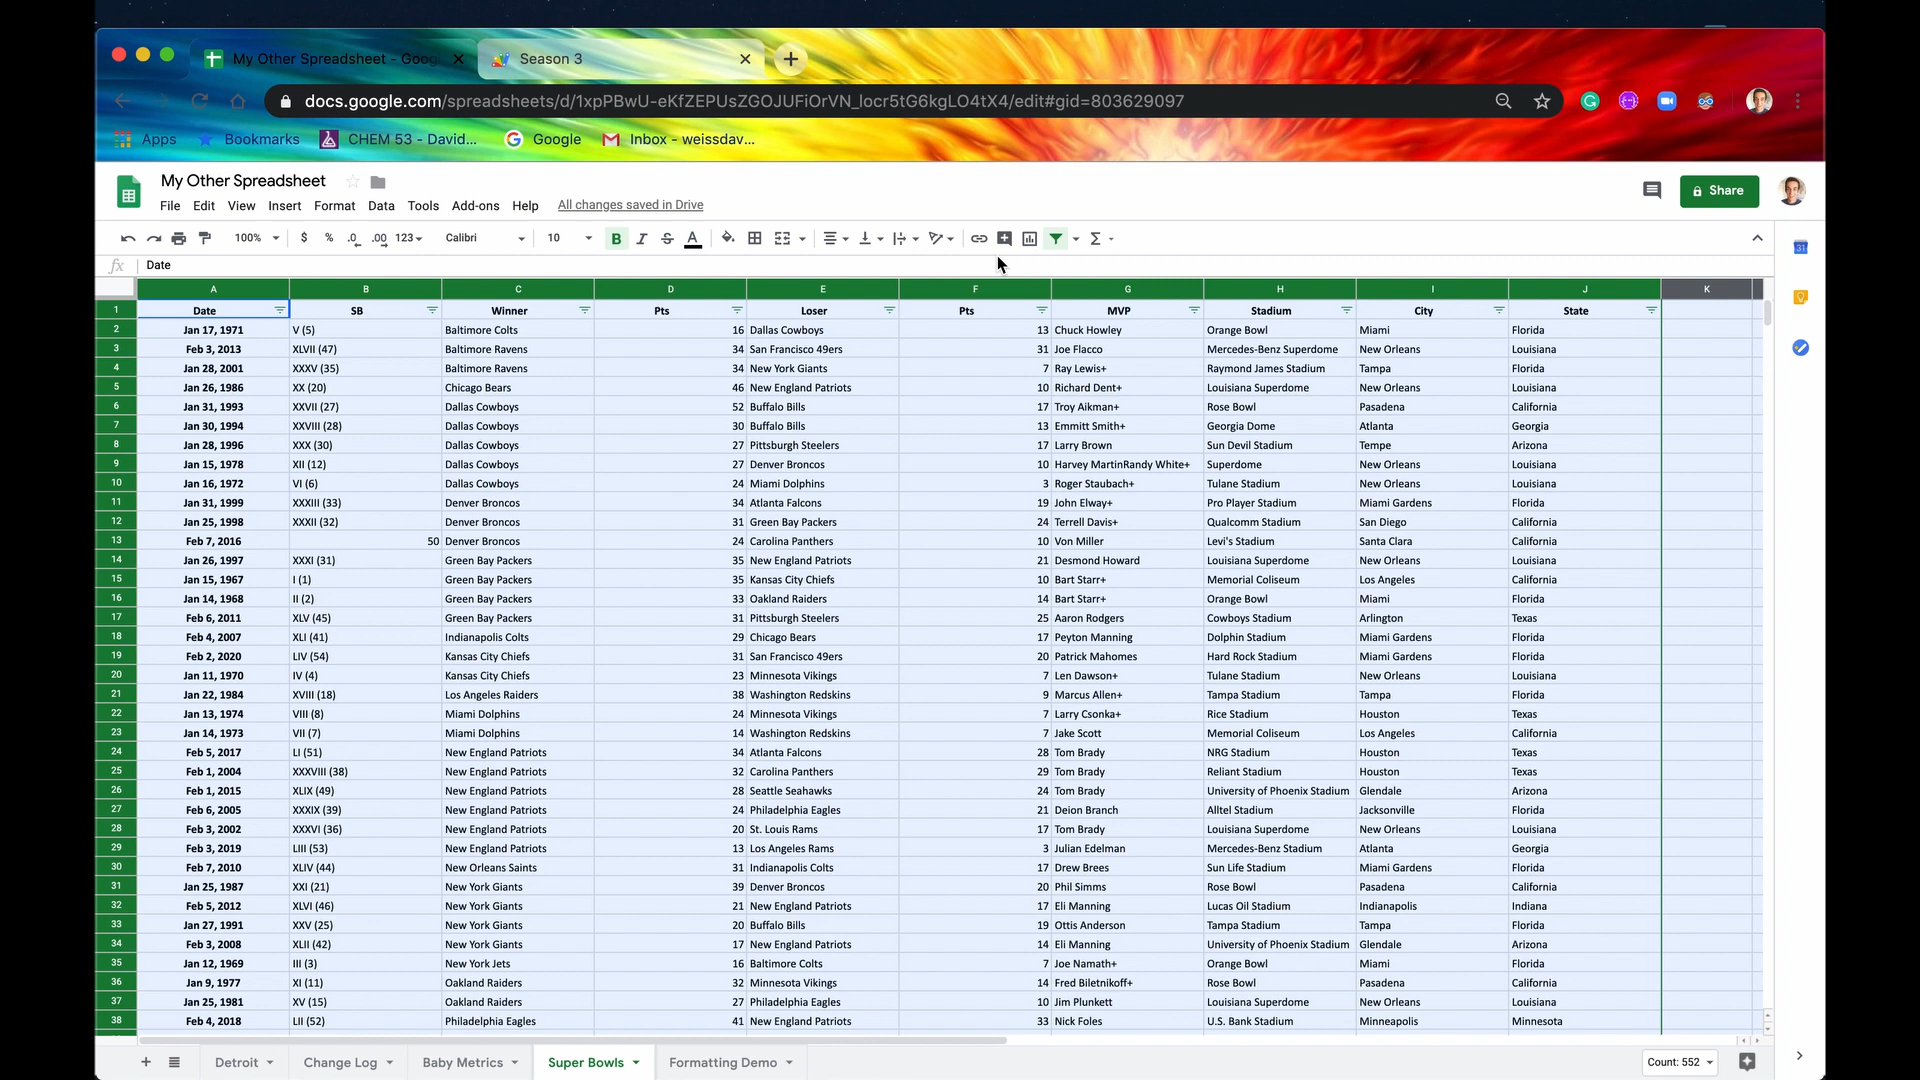 My Other Spreadsheet - Goog
Season 3
docs.google.com/spreadsheets/d/1xpPBwU-eKfZEPUsZGOJUFiOrVN_locr5tG6kgLO4tX4/edit#gid=803629097
Apps Bookmarks CHEM 53 - David... Google Inbox - weissdav...
My Other Spreadsheet
Share
File Edit View Insert Format Data Tools Add-ons Help All changes saved in Drive
100% $ % .0 .00 123 Calibri 10 B I S A Σ
fx Date
A B C D E F G H I J K
1 Date SB Winner Pts Loser Pts MVP Stadium City State
2 Jan 17, 1971 V (5) Baltimore Colts 16 Dallas Cowboys 13 Chuck Howley Orange Bowl Miami Florida
3 Feb 3, 2013 XLVII (47) Baltimore Ravens 34 San Francisco 49ers 31 Joe Flacco Mercedes-Benz Superdome New Orleans Louisiana
4 Jan 28, 2001 XXXV (35) Baltimore Ravens 34 New York Giants 7 Ray Lewis+ Raymond James Stadium Tampa Florida
5 Jan 26, 1986 XX (20) Chicago Bears 46 New England Patriots 10 Richard Dent+ Louisiana Superdome New Orleans Louisiana
6 Jan 31, 1993 XXVII (27) Dallas Cowboys 52 Buffalo Bills 17 Troy Aikman+ Rose Bowl Pasadena California
7 Jan 30, 1994 XXVIII (28) Dallas Cowboys 30 Buffalo Bills 13 Emmitt Smith+ Georgia Dome Atlanta Georgia
8 Jan 28, 1996 XXX (30) Dallas Cowboys 27 Pittsburgh Steelers 17 Larry Brown Sun Devil Stadium Tempe Arizona
9 Jan 15, 1978 XII (12) Dallas Cowboys 27 Denver Broncos 10 Harvey MartinRandy White+ Superdome New Orleans Louisiana
10 Jan 16, 1972 VI (6) Dallas Cowboys 24 Miami Dolphins 3 Roger Staubach+ Tulane Stadium New Orleans Louisiana
11 Jan 31, 1999 XXXIII (33) Denver Broncos 34 Atlanta Falcons 19 John Elway+ Pro Player Stadium Miami Gardens Florida
12 Jan 25, 1998 XXXII (32) Denver Broncos 31 Green Bay Packers 24 Terrell Davis+ Qualcomm Stadium San Diego California
13 Feb 7, 2016 50 Denver Broncos 24 Carolina Panthers 10 Von Miller Levi's Stadium Santa Clara California
14 Jan 26, 1997 XXXI (31) Green Bay Packers 35 New England Patriots 21 Desmond Howard Louisiana Superdome New Orleans Louisiana
15 Jan 15, 1967 I (1) Green Bay Packers 35 Kansas City Chiefs 10 Bart Starr+ Memorial Coliseum Los Angeles California
16 Jan 14, 1968 II (2) Green Bay Packers 33 Oakland Raiders 14 Bart Starr+ Orange Bowl Miami Florida
17 Feb 6, 2011 XLV (45) Green Bay Packers 31 Pittsburgh Steelers 25 Aaron Rodgers Cowboys Stadium Arlington Texas
18 Feb 4, 2007 XLI (41) Indianapolis Colts 29 Chicago Bears 17 Peyton Manning Dolphin Stadium Miami Gardens Florida
19 Feb 2, 2020 LIV (54) Kansas City Chiefs 31 San Francisco 49ers 20 Patrick Mahomes Hard Rock Stadium Miami Gardens Florida
20 Jan 11, 1970 IV (4) Kansas City Chiefs 23 Minnesota Vikings 7 Len Dawson+ Tulane Stadium New Orleans Louisiana
21 Jan 22, 1984 XVIII (18) Los Angeles Raiders 38 Washington Redskins 9 Marcus Allen+ Tampa Stadium Tampa Florida
22 Jan 13, 1974 VIII (8) Miami Dolphins 24 Minnesota Vikings 7 Larry Csonka+ Rice Stadium Houston Texas
23 Jan 14, 1973 VII (7) Miami Dolphins 14 Washington Redskins 7 Jake Scott Memorial Coliseum Los Angeles California
24 Feb 5, 2017 LI (51) New England Patriots 34 Atlanta Falcons 28 Tom Brady NRG Stadium Houston Texas
25 Feb 1, 2004 XXXVIII (38) New England Patriots 32 Carolina Panthers 29 Tom Brady Reliant Stadium Houston Texas
26 Feb 1, 2015 XLIX (49) New England Patriots 28 Seattle Seahawks 24 Tom Brady University of Phoenix Stadium Glendale Arizona
27 Feb 6, 2005 XXXIX (39) New England Patriots 24 Philadelphia Eagles 21 Deion Branch Alltel Stadium Jacksonville Florida
28 Feb 3, 2002 XXXVI (36) New England Patriots 20 St. Louis Rams 17 Tom Brady Louisiana Superdome New Orleans Louisiana
29 Feb 3, 2019 LIII (53) New England Patriots 13 Los Angeles Rams 3 Julian Edelman Mercedes-Benz Stadium Atlanta Georgia
30 Feb 7, 2010 XLIV (44) New Orleans Saints 31 Indianapolis Colts 17 Drew Brees Sun Life Stadium Miami Gardens Florida
31 Jan 25, 1987 XXI (21) New York Giants 39 Denver Broncos 20 Phil Simms Rose Bowl Pasadena California
32 Feb 5, 2012 XLVI (46) New York Giants 21 New England Patriots 17 Eli Manning Lucas Oil Stadium Indianapolis Indiana
33 Jan 27, 1991 XXV (25) New York Giants 20 Buffalo Bills 19 Ottis Anderson Tampa Stadium Tampa Florida
34 Feb 3, 2008 XLII (42) New York Giants 17 New England Patriots 14 Eli Manning University of Phoenix Stadium Glendale Arizona
35 Jan 12, 1969 III (3) New York Jets 16 Baltimore Colts 7 Joe Namath+ Orange Bowl Miami Florida
36 Jan 9, 1977 XI (11) Oakland Raiders 32 Minnesota Vikings 14 Fred Biletnikoff+ Rose Bowl Pasadena California
37 Jan 25, 1981 XV (15) Oakland Raiders 27 Philadelphia Eagles 10 Jim Plunkett Louisiana Superdome New Orleans Louisiana
38 Feb 4, 2018 LII (52) Philadelphia Eagles 41 New England Patriots 33 Nick Foles U.S. Bank Stadium Minneapolis Minnesota
Detroit Change Log Baby Metrics Super Bowls Formatting Demo Count: 552